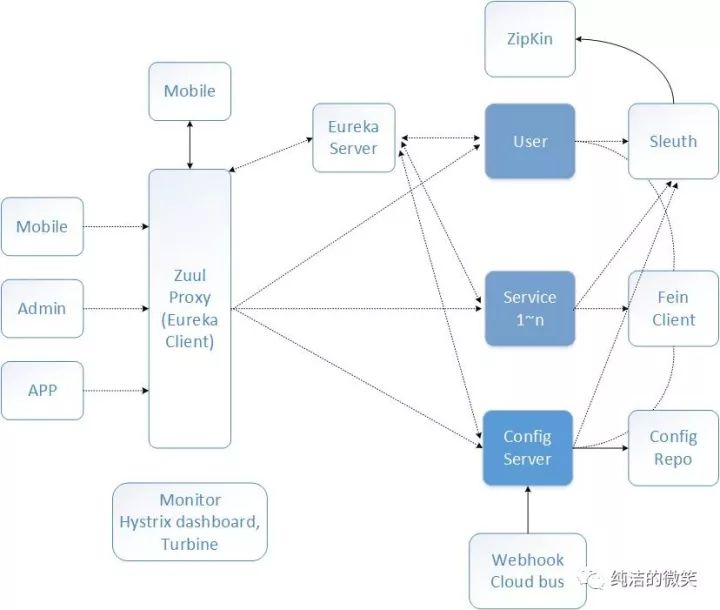 ZipKin
Mobile
Eureka
Server
User
Sleuth
Mobile
Zuul
Proxy
(Eureka
Client)
Admin
Service
1~n
Fein
Client
APP
Config
Server
Config
Repo
Monitor
Hystrix dashboard,
Turbine
Webhook
Cloud bus
纯洁的微笑